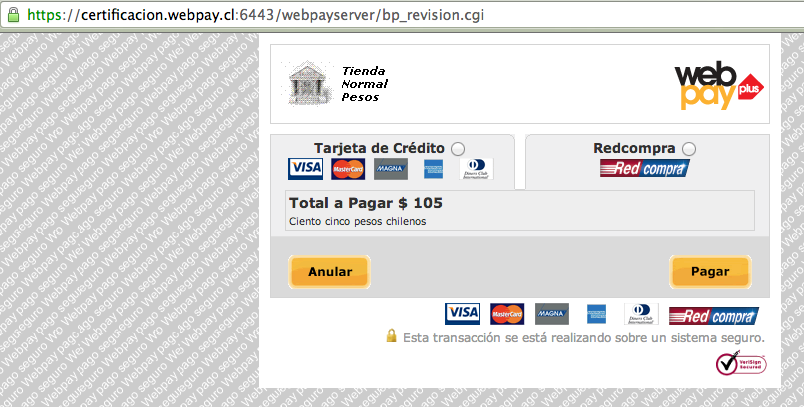 https://certificacion.webpay.cl:6443/webpayserver/bp_revision.cgi
Tienda
Normal
Pesos
web
pay plus
Tarjeta de Crédito
Redcompra
VISA MasterCard MAGNA Diners Club International
Red compra
Total a Pagar $ 105
Ciento cinco pesos chilenos
Anular
Pagar
VISA MasterCard MAGNA Diners Club International Red compra
Esta transacción se está realizando sobre un sistema seguro.
VeriSign
Secured